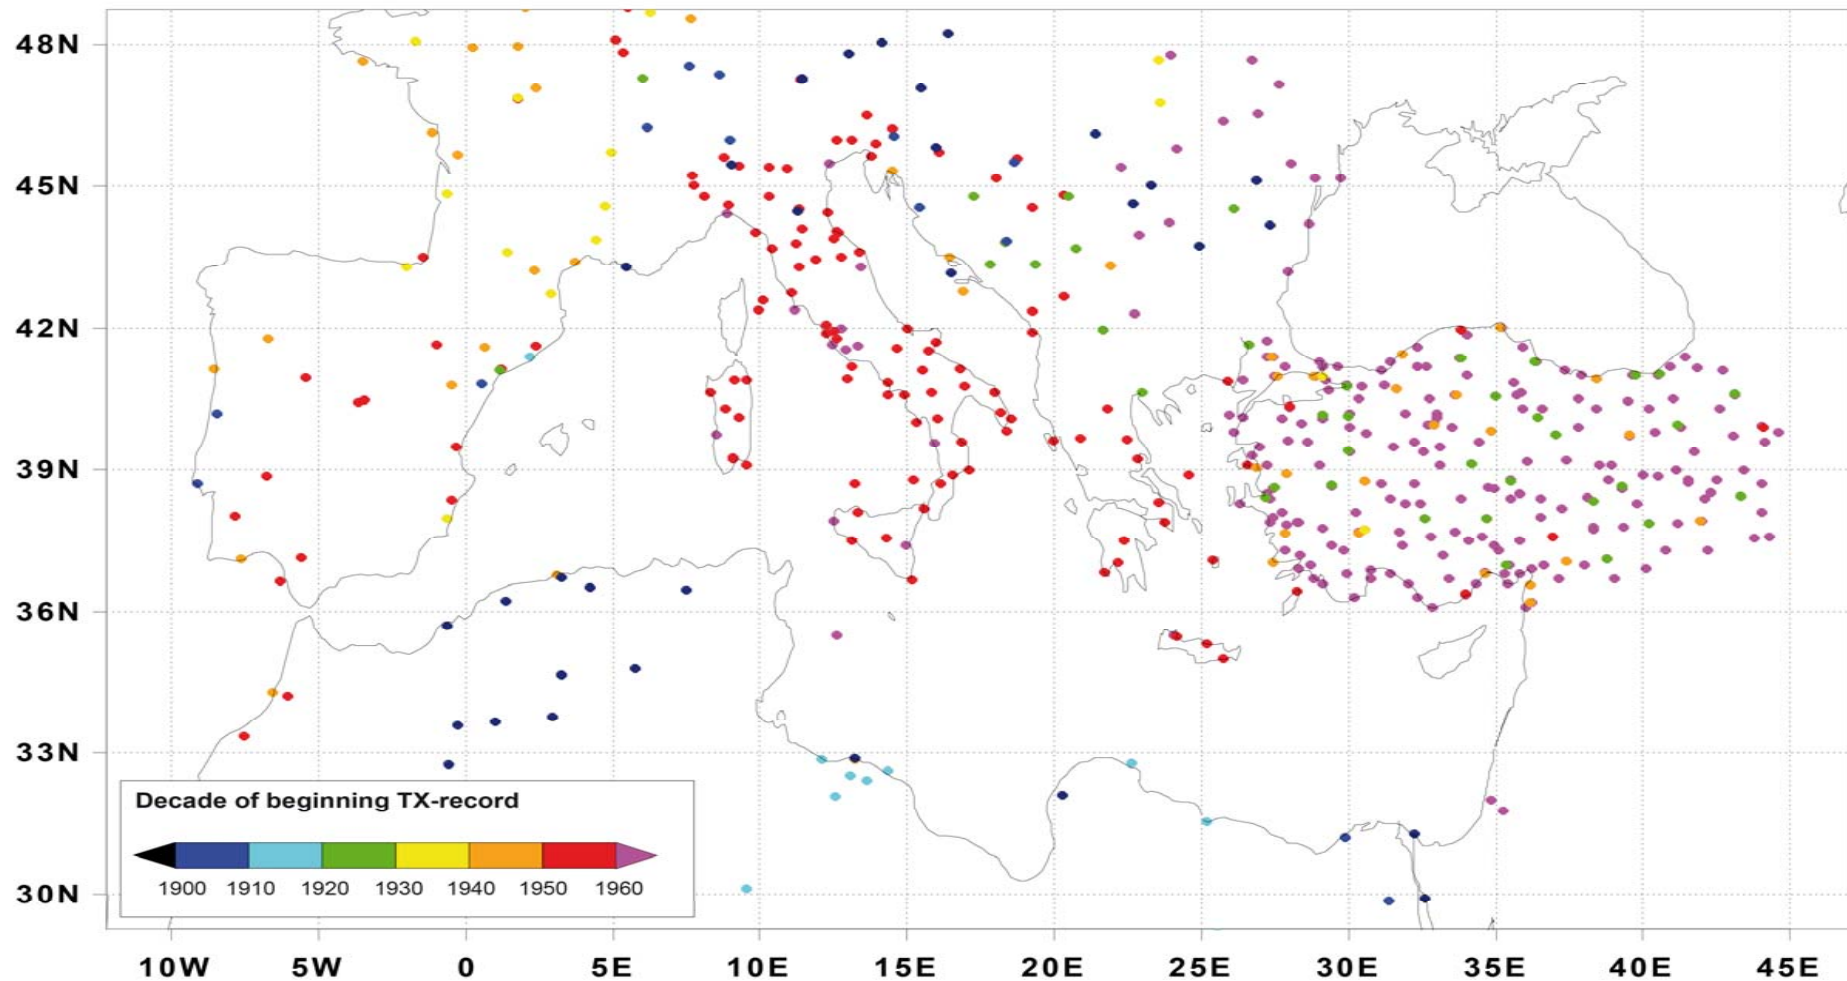 48N
45N
42N
39N
36N
33N
30N
Decade of beginning TX-record
1900 1910 1920 1930 1940 1950 1960
10W 5W 0 5E 10E 15E 20E 25E 30E 35E 40E 45E